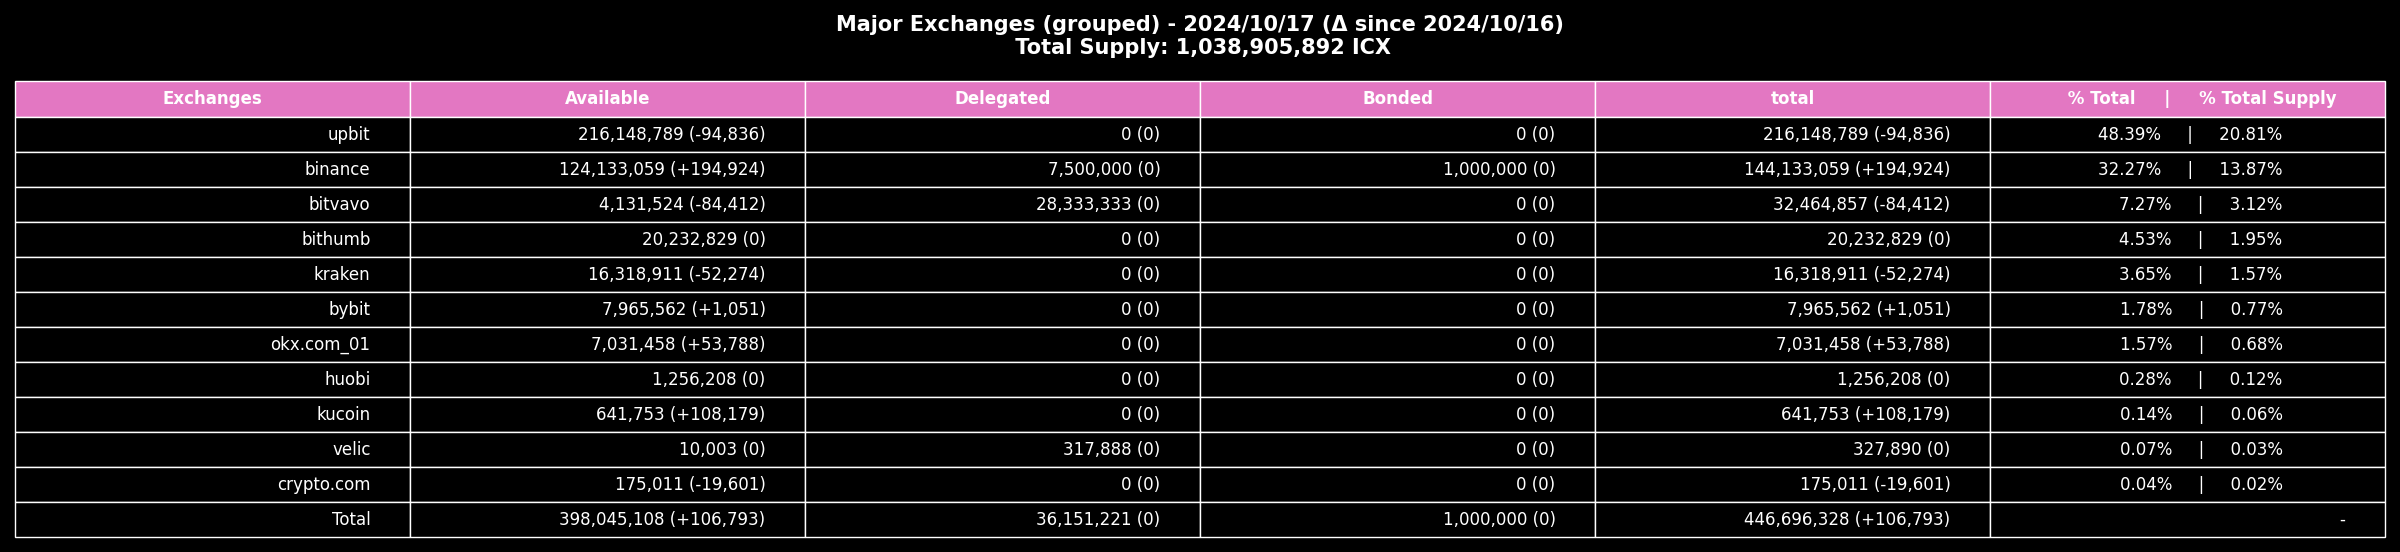 Major Exchanges (grouped) - 2024/10/17 (Δ since 2024/10/16)
Total Supply: 1,038,905,892 ICX
Exchanges Available Delegated Bonded total % Total | % Total Supply
upbit 216,148,789 (-94,836) 0 (0) 0 (0) 216,148,789 (-94,836) 48.39% | 20.81%
binance 124,133,059 (+194,924) 7,500,000 (0) 1,000,000 (0) 144,133,059 (+194,924) 32.27% | 13.87%
bitvavo 4,131,524 (-84,412) 28,333,333 (0) 0 (0) 32,464,857 (-84,412) 7.27% | 3.12%
bithumb 20,232,829 (0) 0 (0) 0 (0) 20,232,829 (0) 4.53% | 1.95%
kraken 16,318,911 (-52,274) 0 (0) 0 (0) 16,318,911 (-52,274) 3.65% | 1.57%
bybit 7,965,562 (+1,051) 0 (0) 0 (0) 7,965,562 (+1,051) 1.78% | 0.77%
okx.com_01 7,031,458 (+53,788) 0 (0) 0 (0) 7,031,458 (+53,788) 1.57% | 0.68%
huobi 1,256,208 (0) 0 (0) 0 (0) 1,256,208 (0) 0.28% | 0.12%
kucoin 641,753 (+108,179) 0 (0) 0 (0) 641,753 (+108,179) 0.14% | 0.06%
velic 10,003 (0) 317,888 (0) 0 (0) 327,890 (0) 0.07% | 0.03%
crypto.com 175,011 (-19,601) 0 (0) 0 (0) 175,011 (-19,601) 0.04% | 0.02%
Total 398,045,108 (+106,793) 36,151,221 (0) 1,000,000 (0) 446,696,328 (+106,793) -